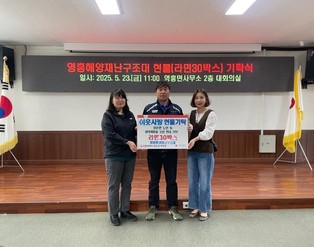 영흥해양재난구조대 현물(라면30박스) 기탁식
일시: 2025. 5. 23.(금) 11:00 영흥면사무소 2층 대회의실
이웃사랑 현물기탁
라면30박스